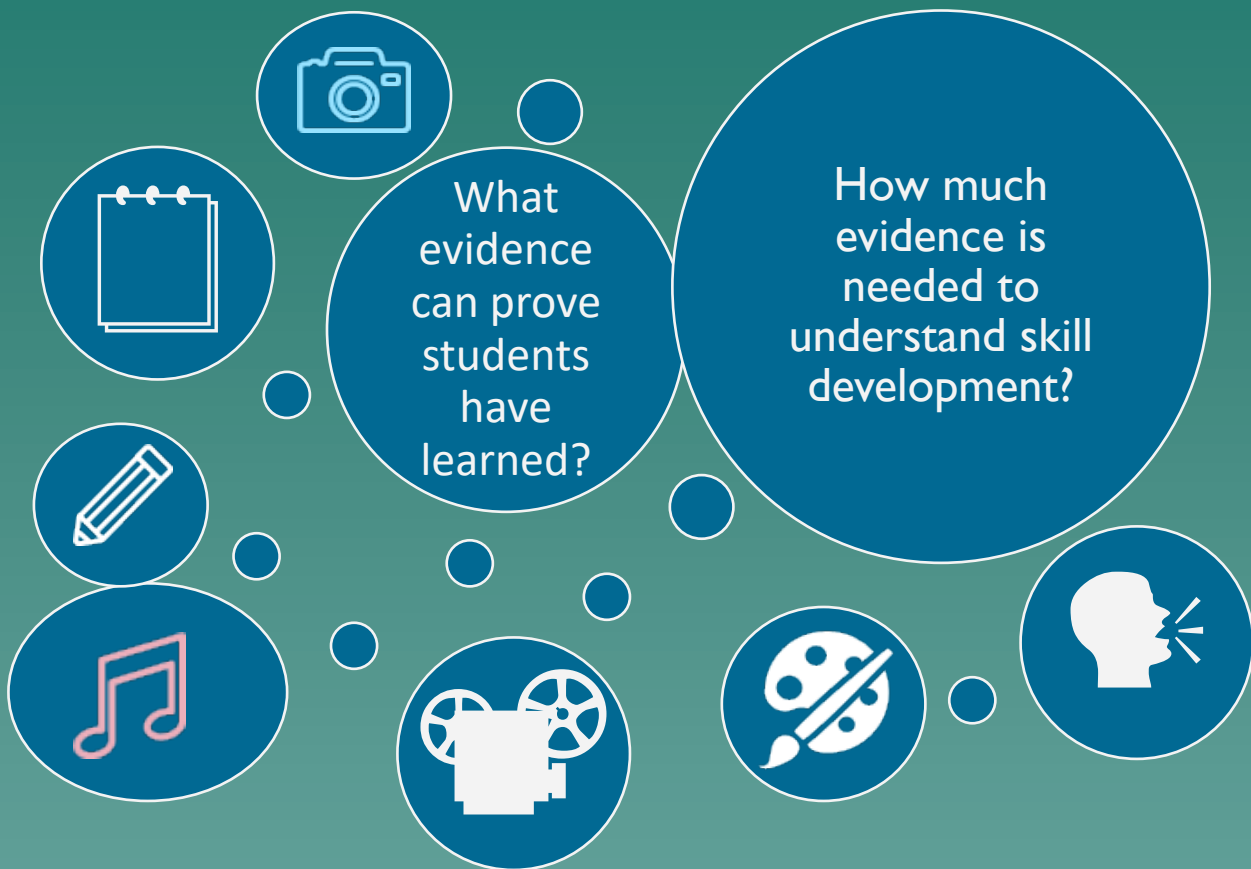 What
evidence
can prove
students
have
learned?
How much
evidence is
needed to
understand skill
development?